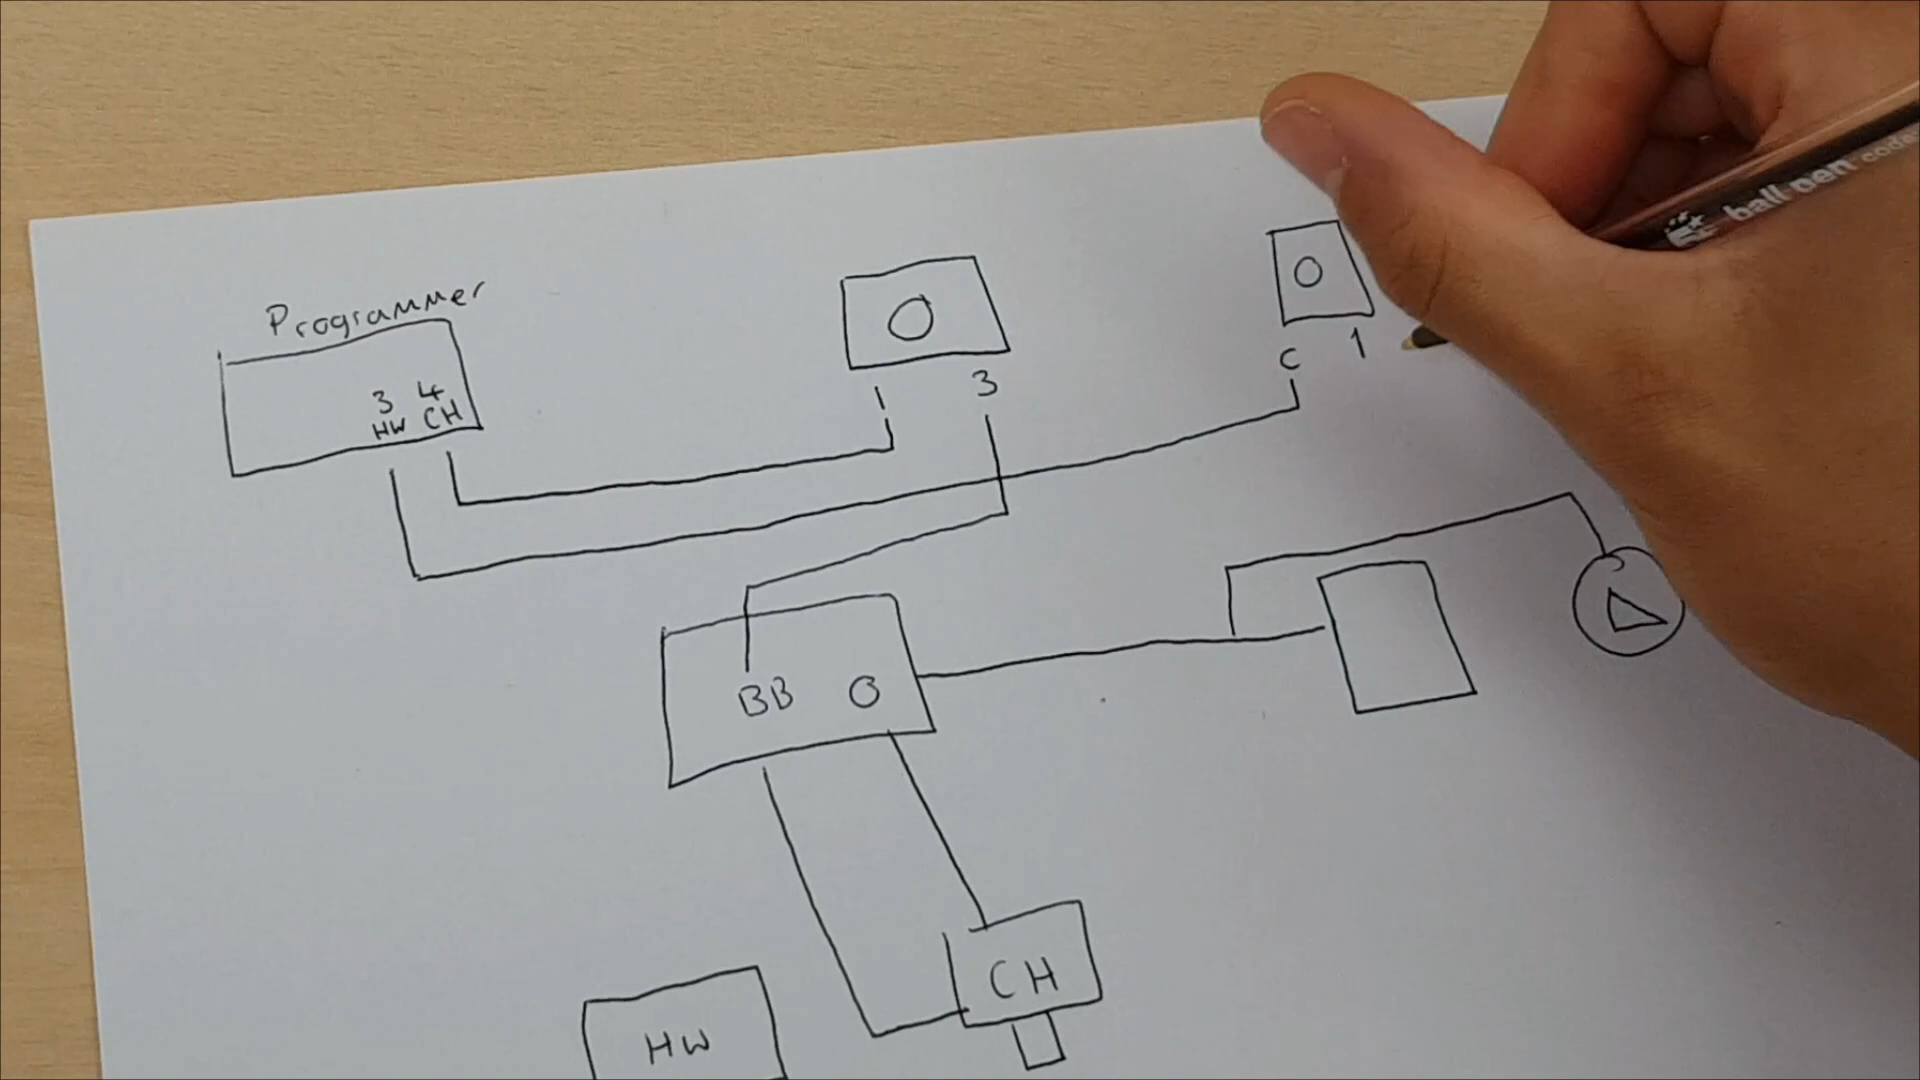 Programmer
3 4
HW CH
1 3
C 1
BB O
CH
HW
ball pen